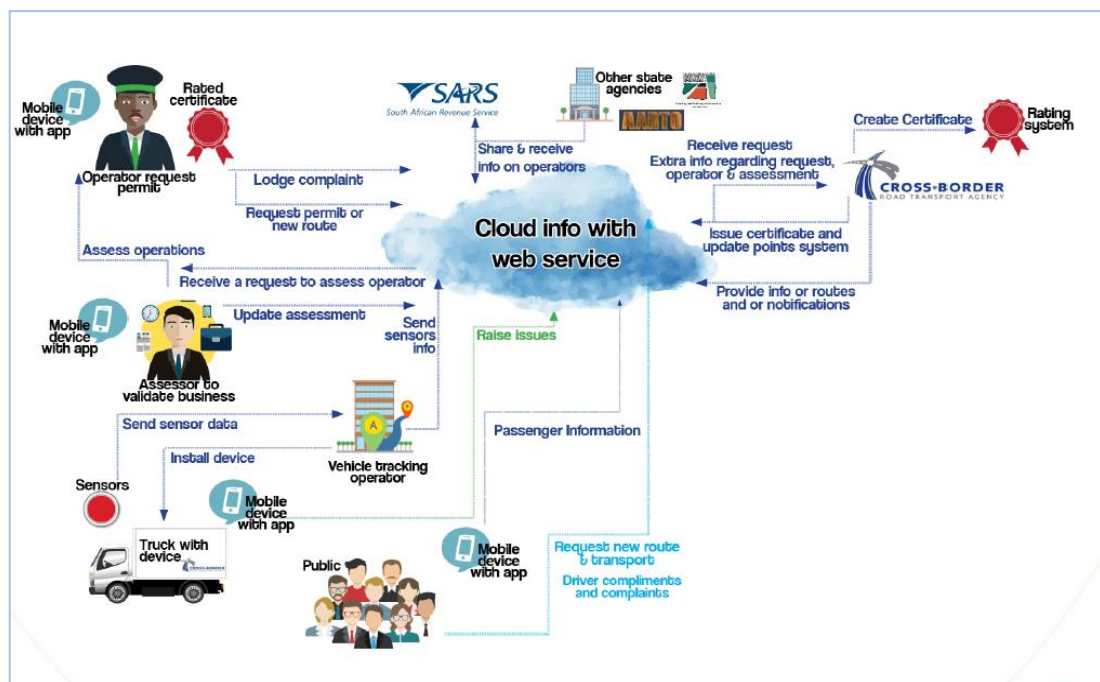 Mobile
device
with app
Rated
certificate
Operator request
permit
SARS
South African Revenue Service
Other state
agencies
AARTO
Share & receive
info on operators
Receive request
Extra info regarding request,
operator & assessment
Create Certificate
Rating
system
CROSS-BORDER
ROAD TRANSPORT AGENCY
Lodge complaint
Request permit or
new route
Cloud info with
web service
Issue certificate and
update points system
Assess operations
Receive a request to assess operator
Provide info or routes
and or notifications
Mobile
device
with app
Update assessment
Send
sensors
info
Raise issues
Assessor to
validate business
Send sensor data
A
Passenger Information
Install device
Vehicle tracking
operator
Sensors
Mobile
device
with app
Truck with
device
CROSS-BORDER
Public
Mobile
device
with app
Request new route
& transport
Driver compliments
and complaints